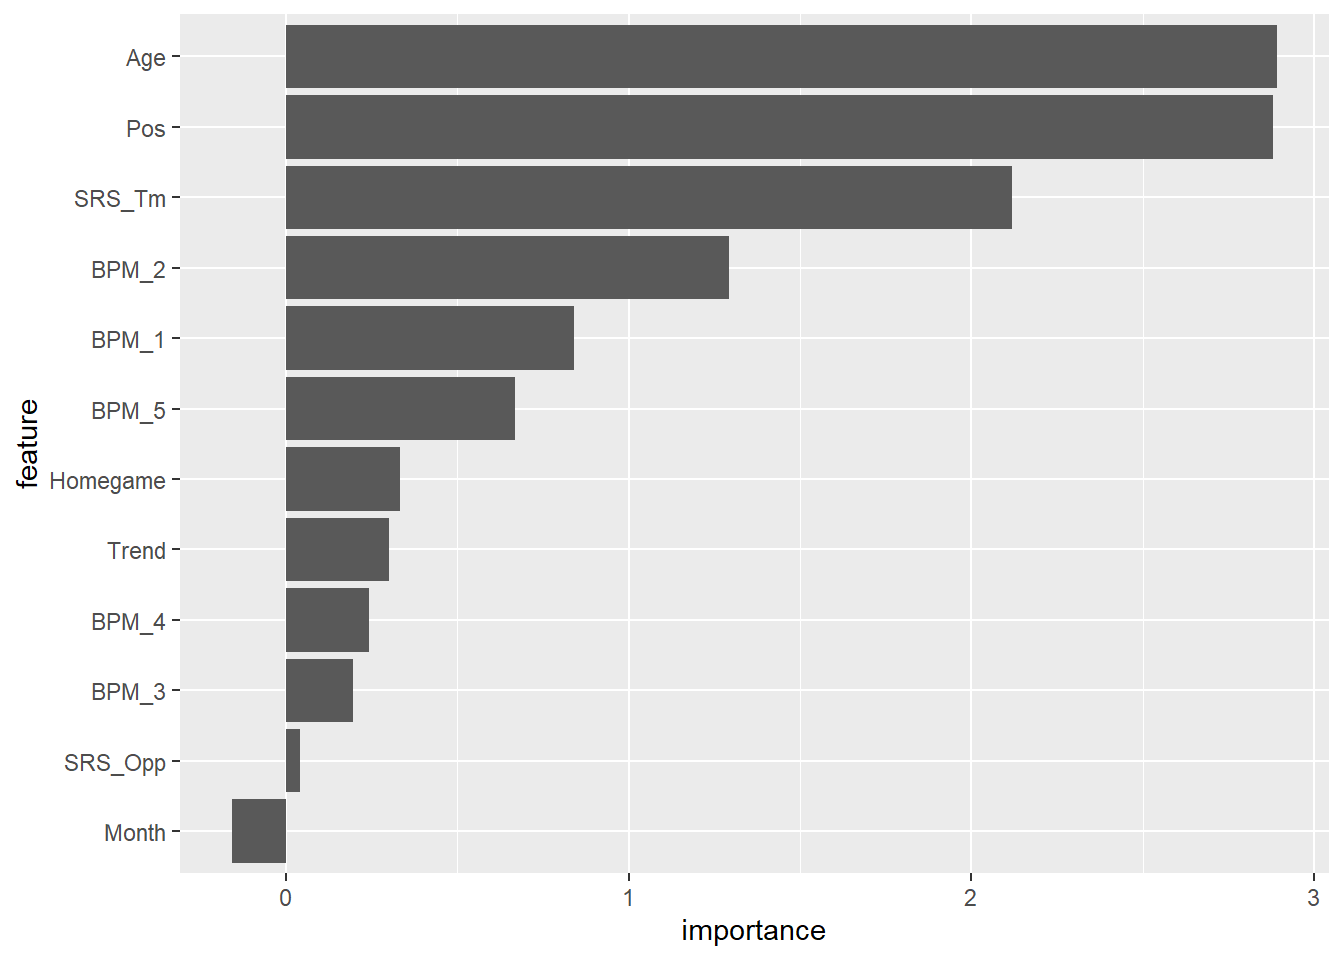 Age
Pos
SRS_Tm
BPM_2
BPM_1
BPM_5
Homegame
Trend
BPM_4
BPM_3
SRS_Opp
Month
feature
0 1 2 3
importance